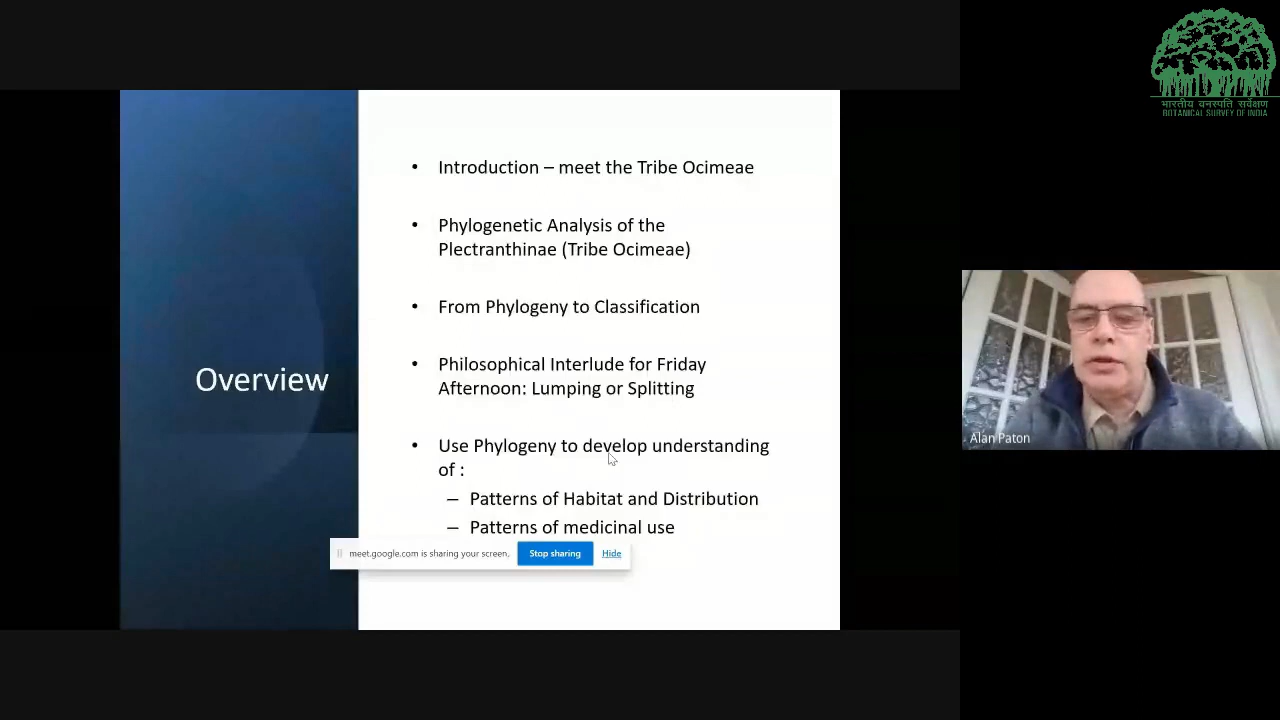 भारतीय वनस्पति सर्वेक्षण
BOTANICAL SURVEY OF INDIA
Overview
• Introduction – meet the Tribe Ocimeae
• Phylogenetic Analysis of the
Plectranthinae (Tribe Ocimeae)
• From Phylogeny to Classification
• Philosophical Interlude for Friday
Afternoon: Lumping or Splitting
• Use Phylogeny to develop understanding
of :
– Patterns of Habitat and Distribution
– Patterns of medicinal use
meet.google.com is sharing your screen. Stop sharing Hide
Alan Paton